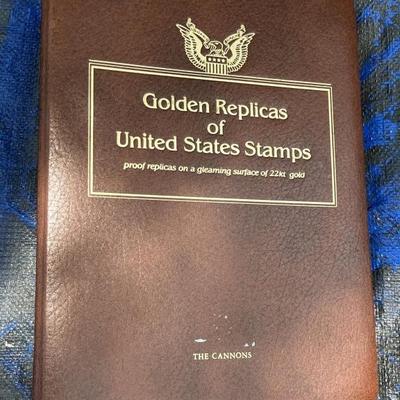 Golden Replicas
of
United States Stamps
proof replicas on a gleaming surface of 22kt gold
THE CANNONS